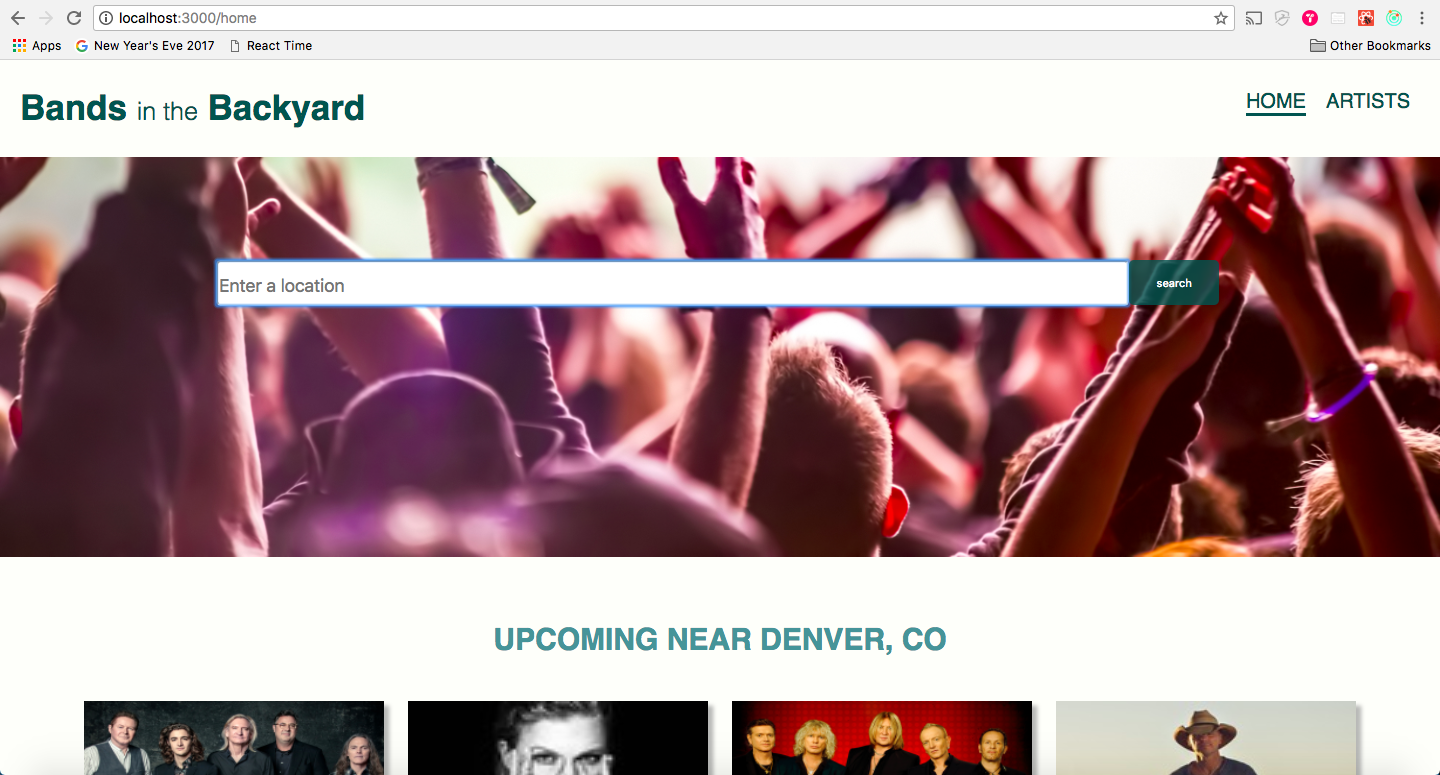 localhost:3000/home
Apps New Year's Eve 2017 React Time Other Bookmarks
Bands in the Backyard HOME ARTISTS
Enter a location search
UPCOMING NEAR DENVER, CO